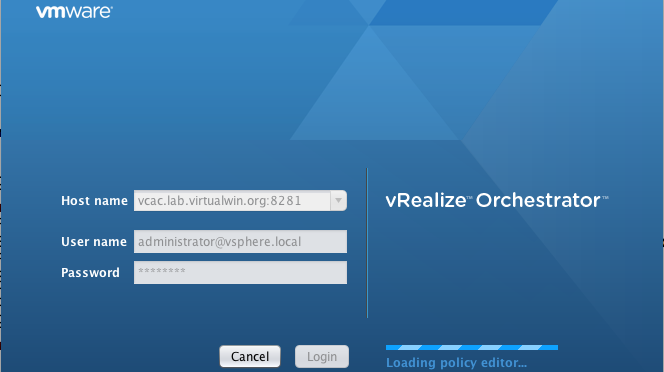 vmware®
Host name vcac.lab.virtualwin.org:8281
vRealize™ Orchestrator™
User name administrator@vsphere.local
Password ********
Cancel Login
Loading policy editor...